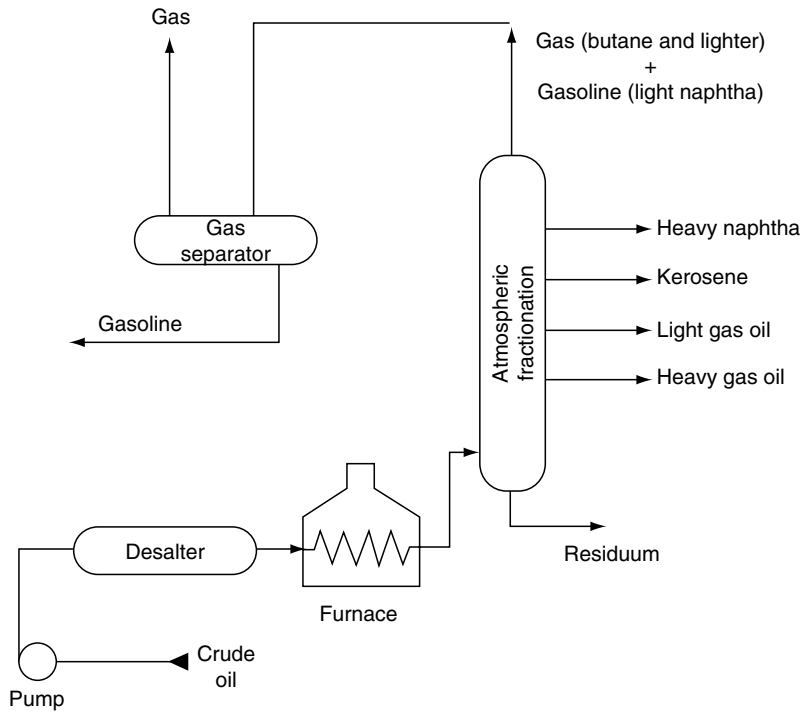 Gas
Gas (butane and lighter)
+
Gasoline (light naphtha)
Gas
separator
Heavy naphtha
Kerosene
Light gas oil
Heavy gas oil
Atmospheric
fractionation
Gasoline
Desalter
Furnace
Residuum
Crude
oil
Pump